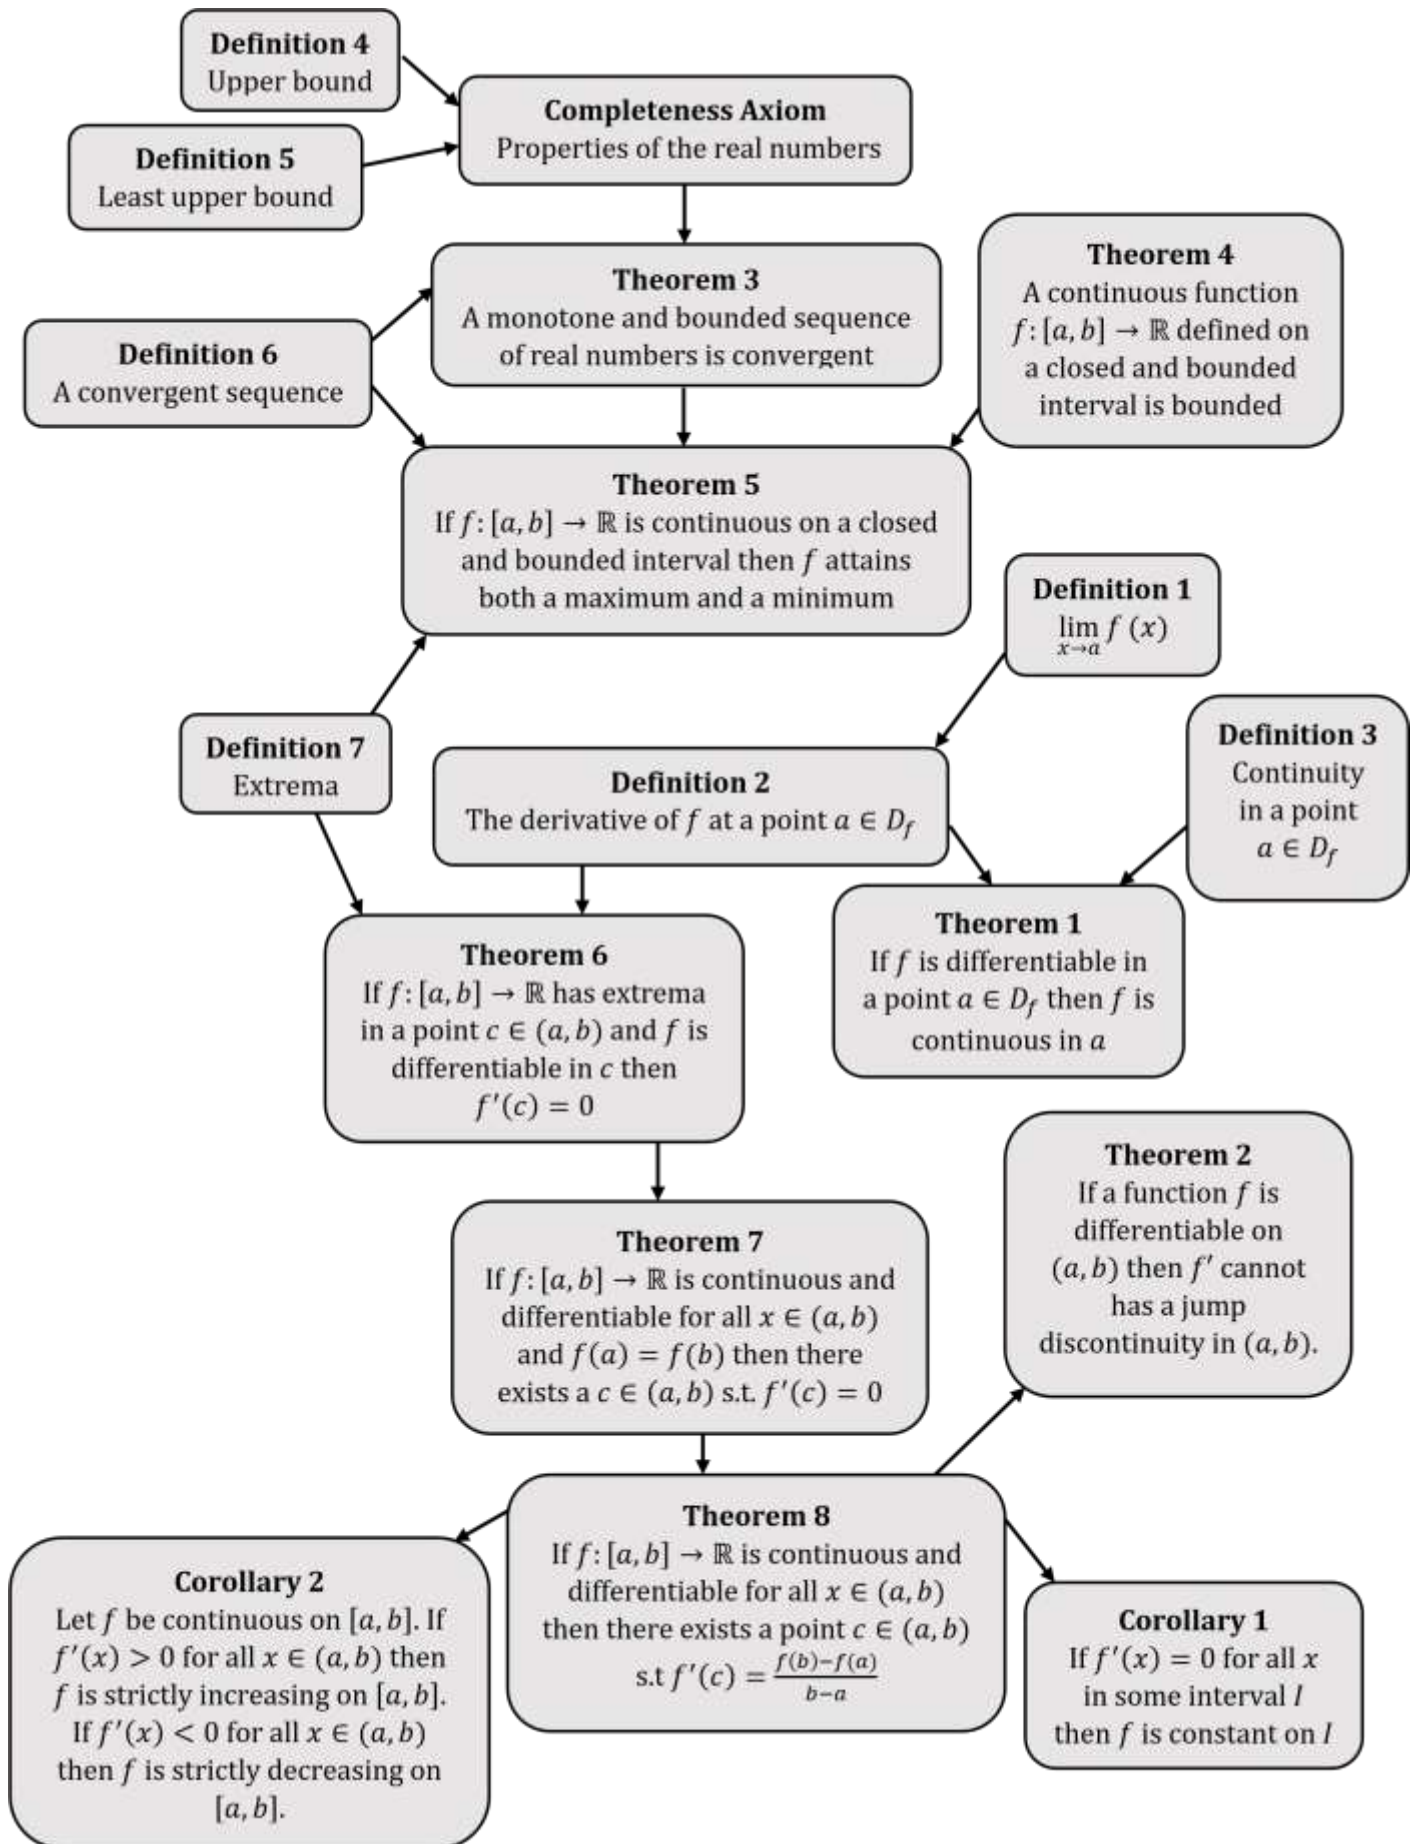 Definition 4
Upper bound
Completeness Axiom
Properties of the real numbers
Definition 5
Least upper bound
Theorem 3
A monotone and bounded sequence
of real numbers is convergent
Theorem 4
A continuous function
f: [a, b] → ℝ defined on
a closed and bounded
interval is bounded
Definition 6
A convergent sequence
Theorem 5
If f: [a, b] → ℝ is continuous on a closed
and bounded interval then f attains
both a maximum and a minimum
Definition 1
lim f (x)
x→a
Definition 7
Extrema
Definition 2
The derivative of f at a point a ∈ D_f
Definition 3
Continuity
in a point
a ∈ D_f
Theorem 6
If f: [a, b] → ℝ has extrema
in a point c ∈ (a, b) and f is
differentiable in c then
f′(c) = 0
Theorem 1
If f is differentiable in
a point a ∈ D_f then f is
continuous in a
Theorem 7
If f: [a, b] → ℝ is continuous and
differentiable for all x ∈ (a, b)
and f(a) = f(b) then there
exists a c ∈ (a, b) s.t. f′(c) = 0
Theorem 2
If a function f is
differentiable on
(a, b) then f′ cannot
has a jump
discontinuity in (a, b).
Theorem 8
If f: [a, b] → ℝ is continuous and
differentiable for all x ∈ (a, b)
then there exists a point c ∈ (a, b)
s.t f′(c) = f(b)−f(a)
b−a
Corollary 2
Let f be continuous on [a, b]. If
f′(x) > 0 for all x ∈ (a, b) then
f is strictly increasing on [a, b].
If f′(x) < 0 for all x ∈ (a, b)
then f is strictly decreasing on
[a, b].
Corollary 1
If f′(x) = 0 for all x
in some interval I
then f is constant on I